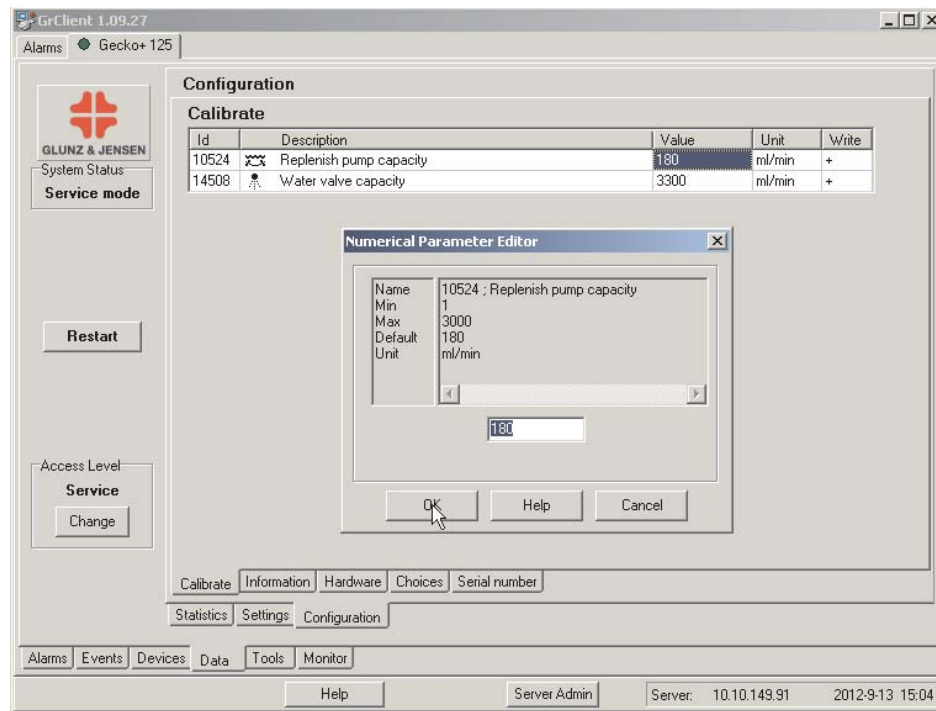 GrClient 1.09.27
Alarms Gecko+ 125
GLUNZ & JENSEN
System Status
Service mode
Restart
Access Level
Service
Change
Configuration
Calibrate
Id Description Value Unit Write
10524 Replenish pump capacity 180 ml/min +
14508 Water valve capacity 3300 ml/min +
Numerical Parameter Editor
Name 10524 ; Replenish pump capacity
Min 1
Max 3000
Default 180
Unit ml/min
180
OK Help Cancel
Calibrate Information Hardware Choices Serial number
Statistics Settings Configuration
Alarms Events Devices Data Tools Monitor
Help Server Admin Server: 10.10.149.91 2012-9-13 15:04